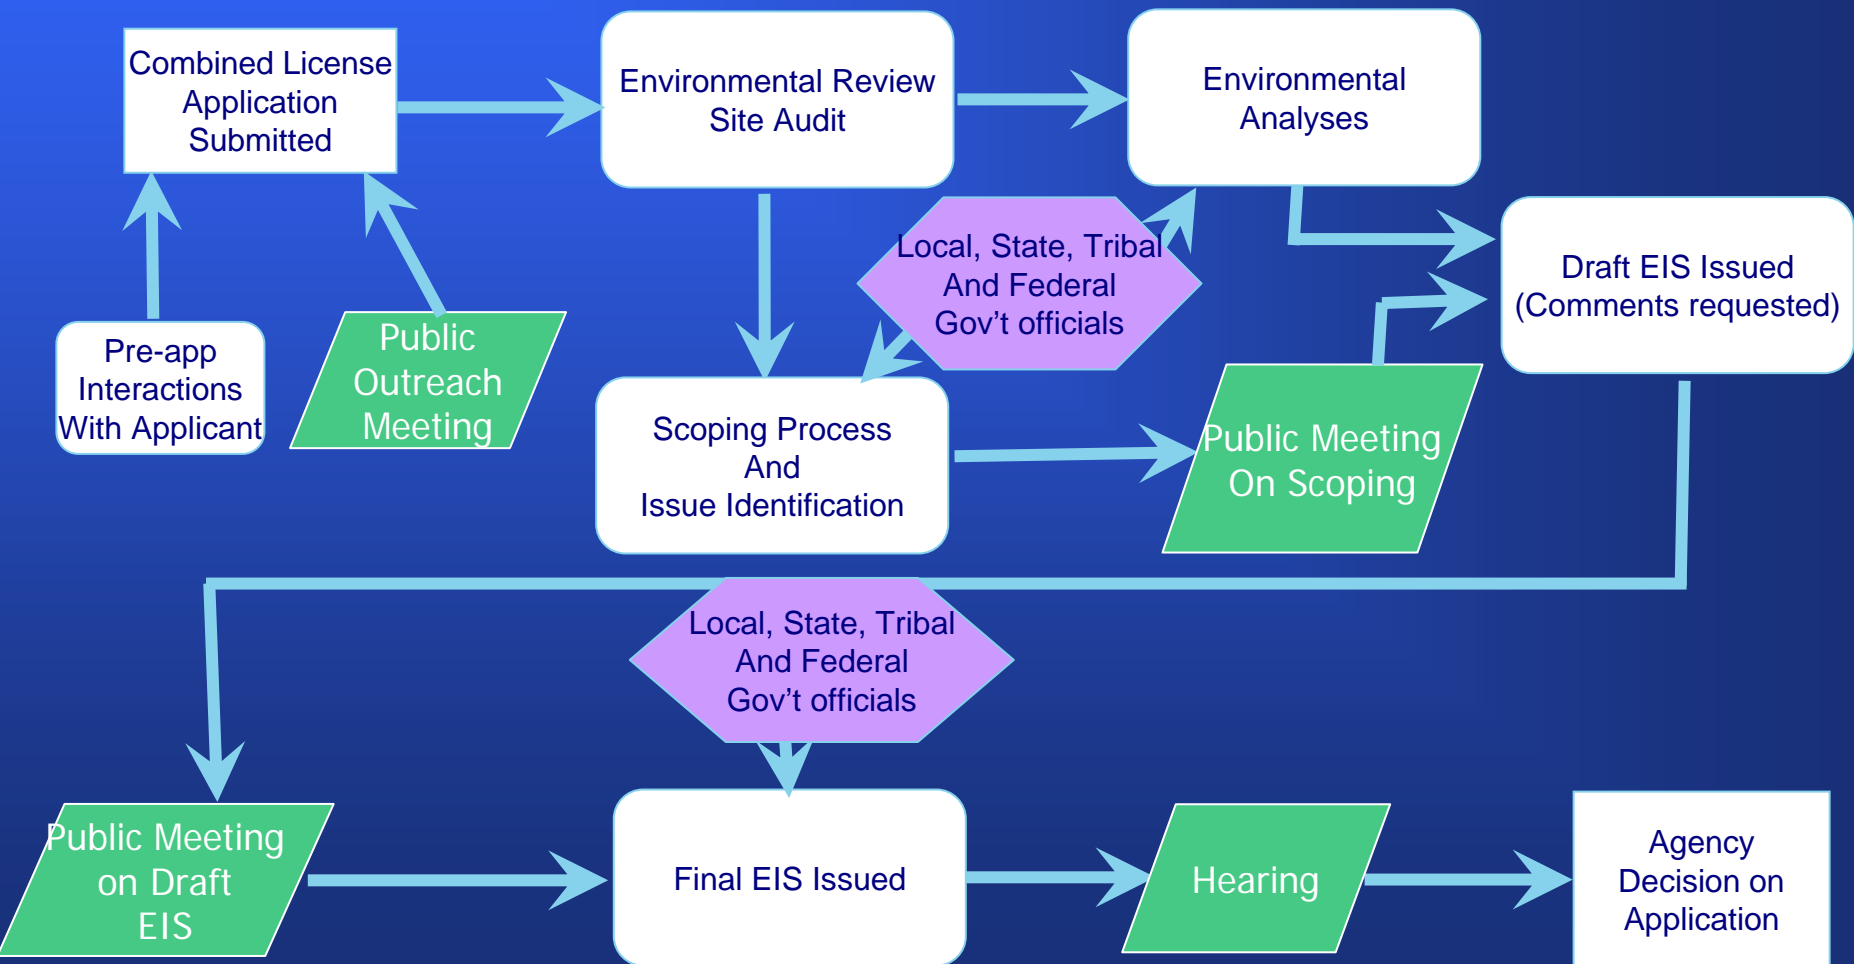 Combined License
Application
Submitted
Environmental Review
Site Audit
Environmental
Analyses
Local, State, Tribal
And Federal
Gov't officials
Draft EIS Issued
(Comments requested)
Pre-app
Interactions
With Applicant
Public
Outreach
Meeting
Scoping Process
And
Issue Identification
Public Meeting
On Scoping
Local, State, Tribal
And Federal
Gov't officials
Public Meeting
on Draft
EIS
Final EIS Issued
Hearing
Agency
Decision on
Application